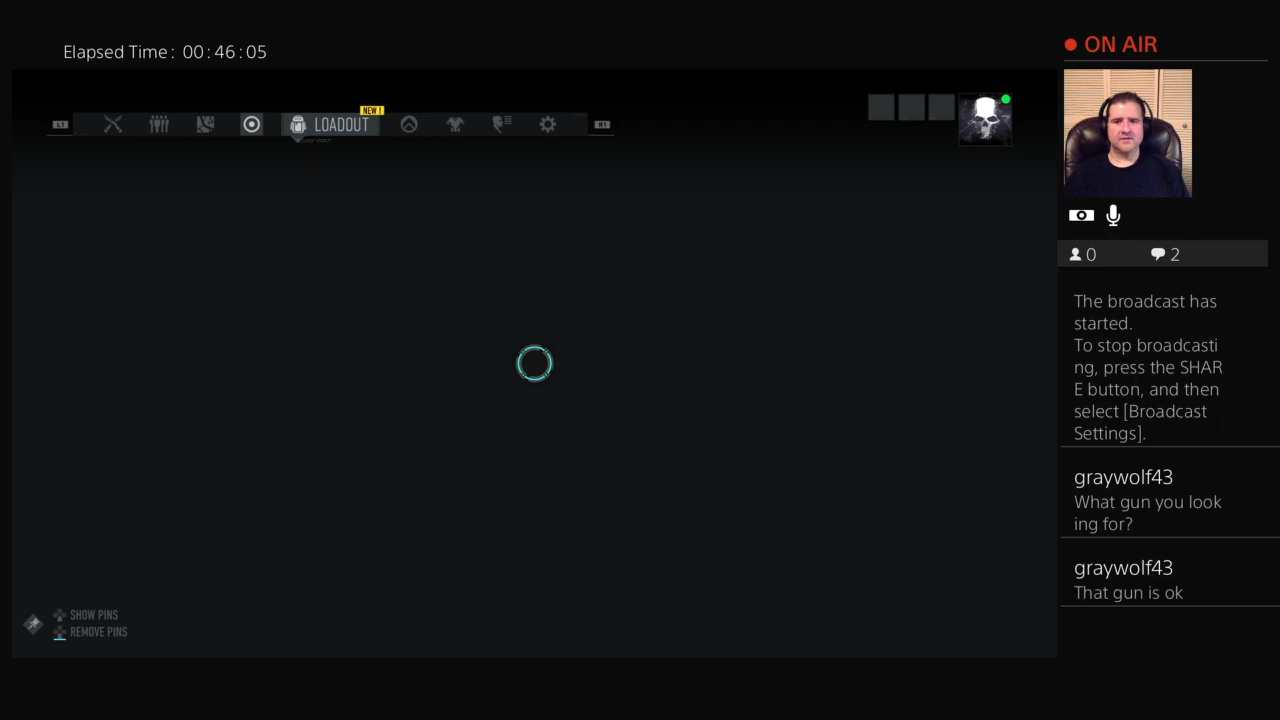 Elapsed Time: 00:46:05
ON AIR
NEW !
L1
LOADOUT
R1
0
2
The broadcast has
started.
To stop broadcasti
ng, press the SHAR
E button, and then
select [Broadcast
Settings].
graywolf43
What gun you look
ing for?
graywolf43
That gun is ok
SHOW PINS
REMOVE PINS